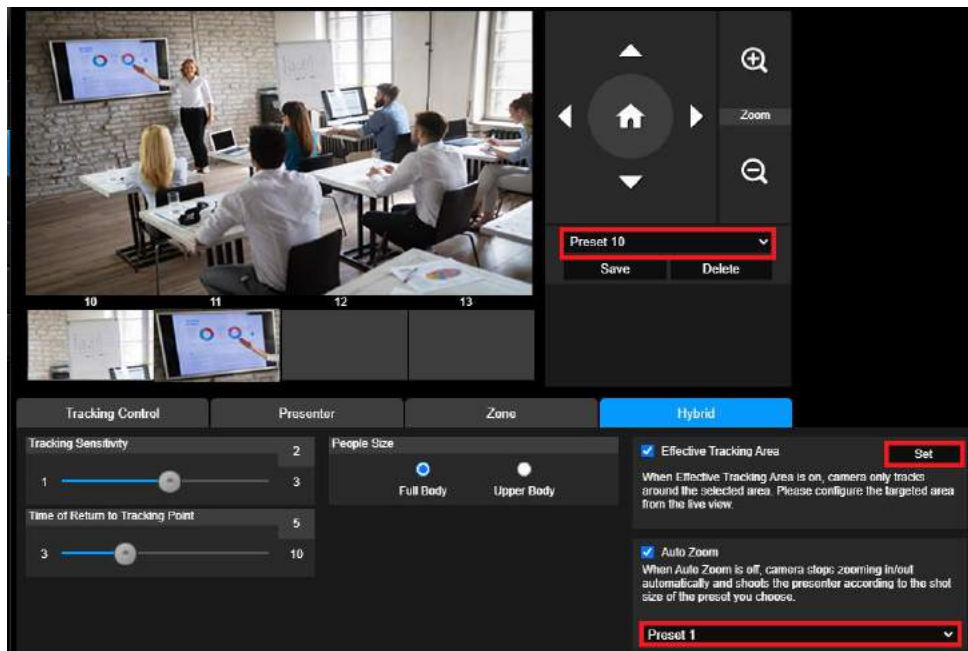 Zoom
Preset 10
Save Delete
10 11 12 13
Tracking Control Presenter Zone Hybrid
Tracking Sensitivity 2
1 3
Time of Return to Tracking Point 5
3 10
People Size
Full Body Upper Body
Effective Tracking Area Set
When Effective Tracking Area is on, camera only tracks
around the selected area. Please configure the targeted area
from the live view.
Auto Zoom
When Auto Zoom is off, camera stops zooming in/out
automatically and shoots the presenter according to the shot
size of the preset you choose.
Preset 1